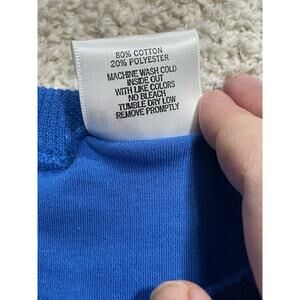 80% COTTON
20% POLYESTER
MACHINE WASH COLD
INSIDE OUT
WITH LIKE COLORS
NO BLEACH
TUMBLE DRY LOW
REMOVE PROMPTLY